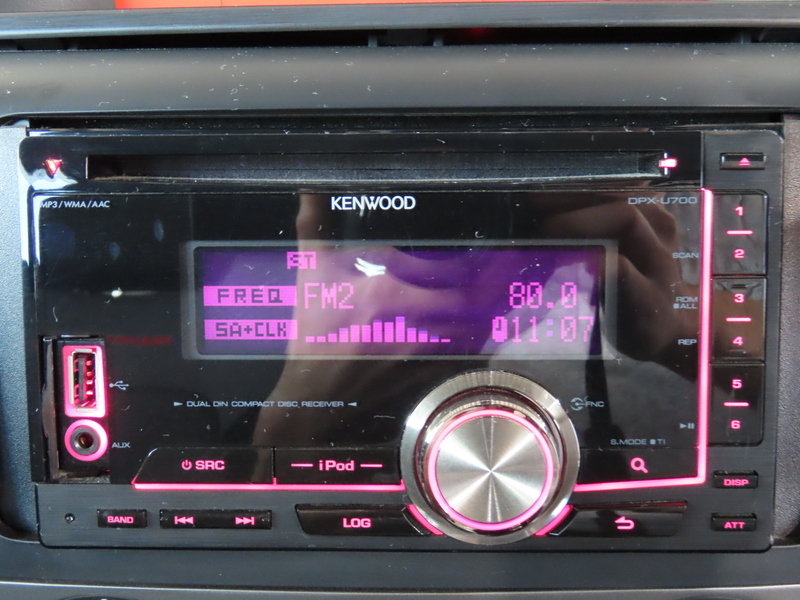 MP3/WMA/AAC
KENWOOD
DPX-U700
1
2
SCAN
ST
FREQ FM2 80.0
3
RDM
ALL
SA+CLK 11:07
4
REP
5
DUAL DIN COMPACT DISC RECEIVER
FNC
6
AUX
S.MODE TI
SRC
iPod
DISP
BAND
LOG
ATT